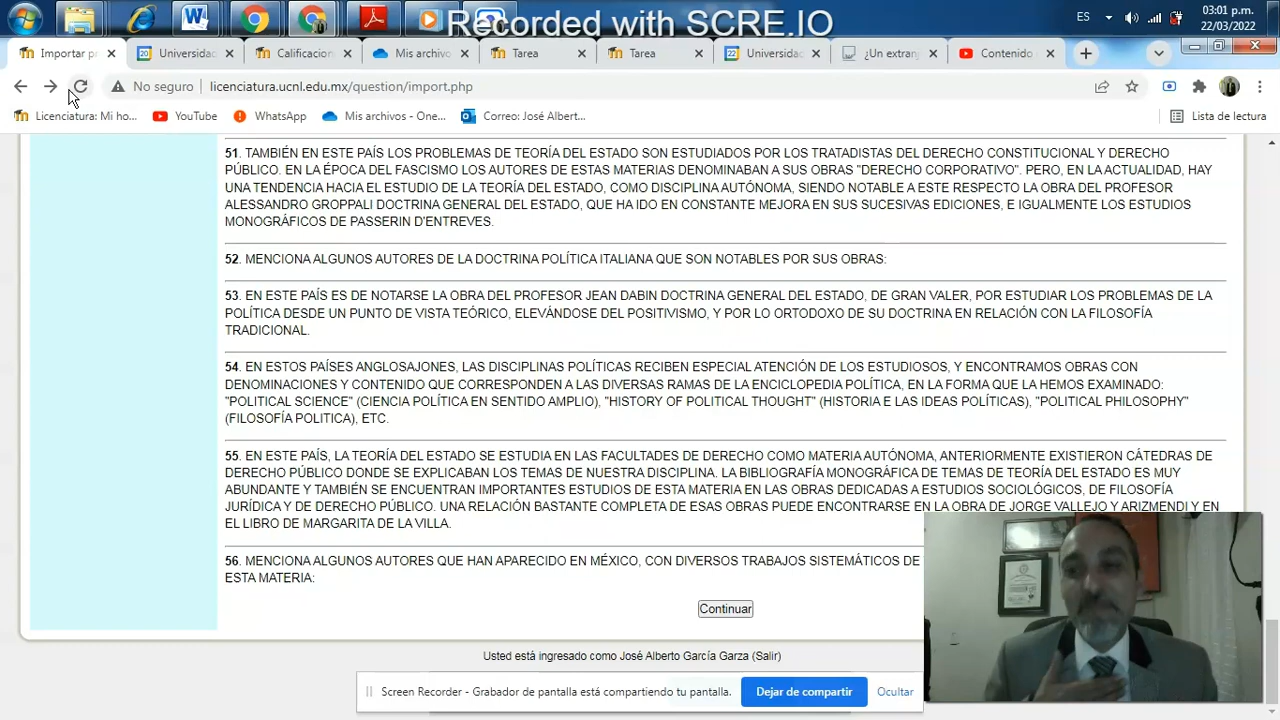 Recorded with SCRE.IO
ES
03:01 p.m.
22/03/2022
Importar pr
Universidac
Calificacion
Mis archivo
Tarea
Tarea
Universidac
¿Un extran
Contenido
No seguro
licenciatura.ucnl.edu.mx/question/import.php
Licenciatura: Mi ho...
YouTube
WhatsApp
Mis archivos - One...
Correo: José Albert...
Lista de lectura
51. TAMBIÉN EN ESTE PAÍS LOS PROBLEMAS DE TEORÍA DEL ESTADO SON ESTUDIADOS POR LOS TRATADISTAS DEL DERECHO CONSTITUCIONAL Y DERECHO
PÚBLICO. EN LA ÉPOCA DEL FASCISMO LOS AUTORES DE ESTAS MATERIAS DENOMINABAN A SUS OBRAS "DERECHO CORPORATIVO". PERO, EN LA ACTUALIDAD, HAY
UNA TENDENCIA HACIA EL ESTUDIO DE LA TEORÍA DEL ESTADO, COMO DISCIPLINA AUTÓNOMA, SIENDO NOTABLE A ESTE RESPECTO LA OBRA DEL PROFESOR
ALESSANDRO GROPPALI DOCTRINA GENERAL DEL ESTADO, QUE HA IDO EN CONSTANTE MEJORA EN SUS SUCESIVAS EDICIONES, E IGUALMENTE LOS ESTUDIOS
MONOGRÁFICOS DE PASSERIN D'ENTREVES.
52. MENCIONA ALGUNOS AUTORES DE LA DOCTRINA POLÍTICA ITALIANA QUE SON NOTABLES POR SUS OBRAS:
53. EN ESTE PAÍS ES DE NOTARSE LA OBRA DEL PROFESOR JEAN DABIN DOCTRINA GENERAL DEL ESTADO, DE GRAN VALER, POR ESTUDIAR LOS PROBLEMAS DE LA
POLÍTICA DESDE UN PUNTO DE VISTA TEÓRICO, ELEVÁNDOSE DEL POSITIVISMO, Y POR LO ORTODOXO DE SU DOCTRINA EN RELACIÓN CON LA FILOSOFÍA
TRADICIONAL.
54. EN ESTOS PAÍSES ANGLOSAJONES, LAS DISCIPLINAS POLÍTICAS RECIBEN ESPECIAL ATENCIÓN DE LOS ESTUDIOSOS, Y ENCONTRAMOS OBRAS CON
DENOMINACIONES Y CONTENIDO QUE CORRESPONDEN A LAS DIVERSAS RAMAS DE LA ENCICLOPEDIA POLÍTICA, EN LA FORMA QUE LA HEMOS EXAMINADO:
"POLITICAL SCIENCE" (CIENCIA POLÍTICA EN SENTIDO AMPLIO), "HISTORY OF POLITICAL THOUGHT" (HISTORIA E LAS IDEAS POLÍTICAS), "POLITICAL PHILOSOPHY"
(FILOSOFÍA POLITICA), ETC.
55. EN ESTE PAÍS, LA TEORÍA DEL ESTADO SE ESTUDIA EN LAS FACULTADES DE DERECHO COMO MATERIA AUTÓNOMA, ANTERIORMENTE EXISTIERON CÁTEDRAS DE
DERECHO PÚBLICO DONDE SE EXPLICABAN LOS TEMAS DE NUESTRA DISCIPLINA. LA BIBLIOGRAFÍA MONOGRÁFICA DE TEMAS DE TEORÍA DEL ESTADO ES MUY
ABUNDANTE Y TAMBIÉN SE ENCUENTRAN IMPORTANTES ESTUDIOS DE ESTA MATERIA EN LAS OBRAS DEDICADAS A ESTUDIOS SOCIOLÓGICOS, DE FILOSOFÍA
JURÍDICA Y DE DERECHO PÚBLICO. UNA RELACIÓN BASTANTE COMPLETA DE ESAS OBRAS PUEDE ENCONTRARSE EN LA OBRA DE JORGE VALLEJO Y ARIZMENDI Y EN
EL LIBRO DE MARGARITA DE LA VILLA.
56. MENCIONA ALGUNOS AUTORES QUE HAN APARECIDO EN MÉXICO, CON DIVERSOS TRABAJOS SISTEMÁTICOS DE
ESTA MATERIA:
Continuar
Usted está ingresado como José Alberto García Garza (Salir)
Screen Recorder - Grabador de pantalla está compartiendo tu pantalla.
Dejar de compartir
Ocultar